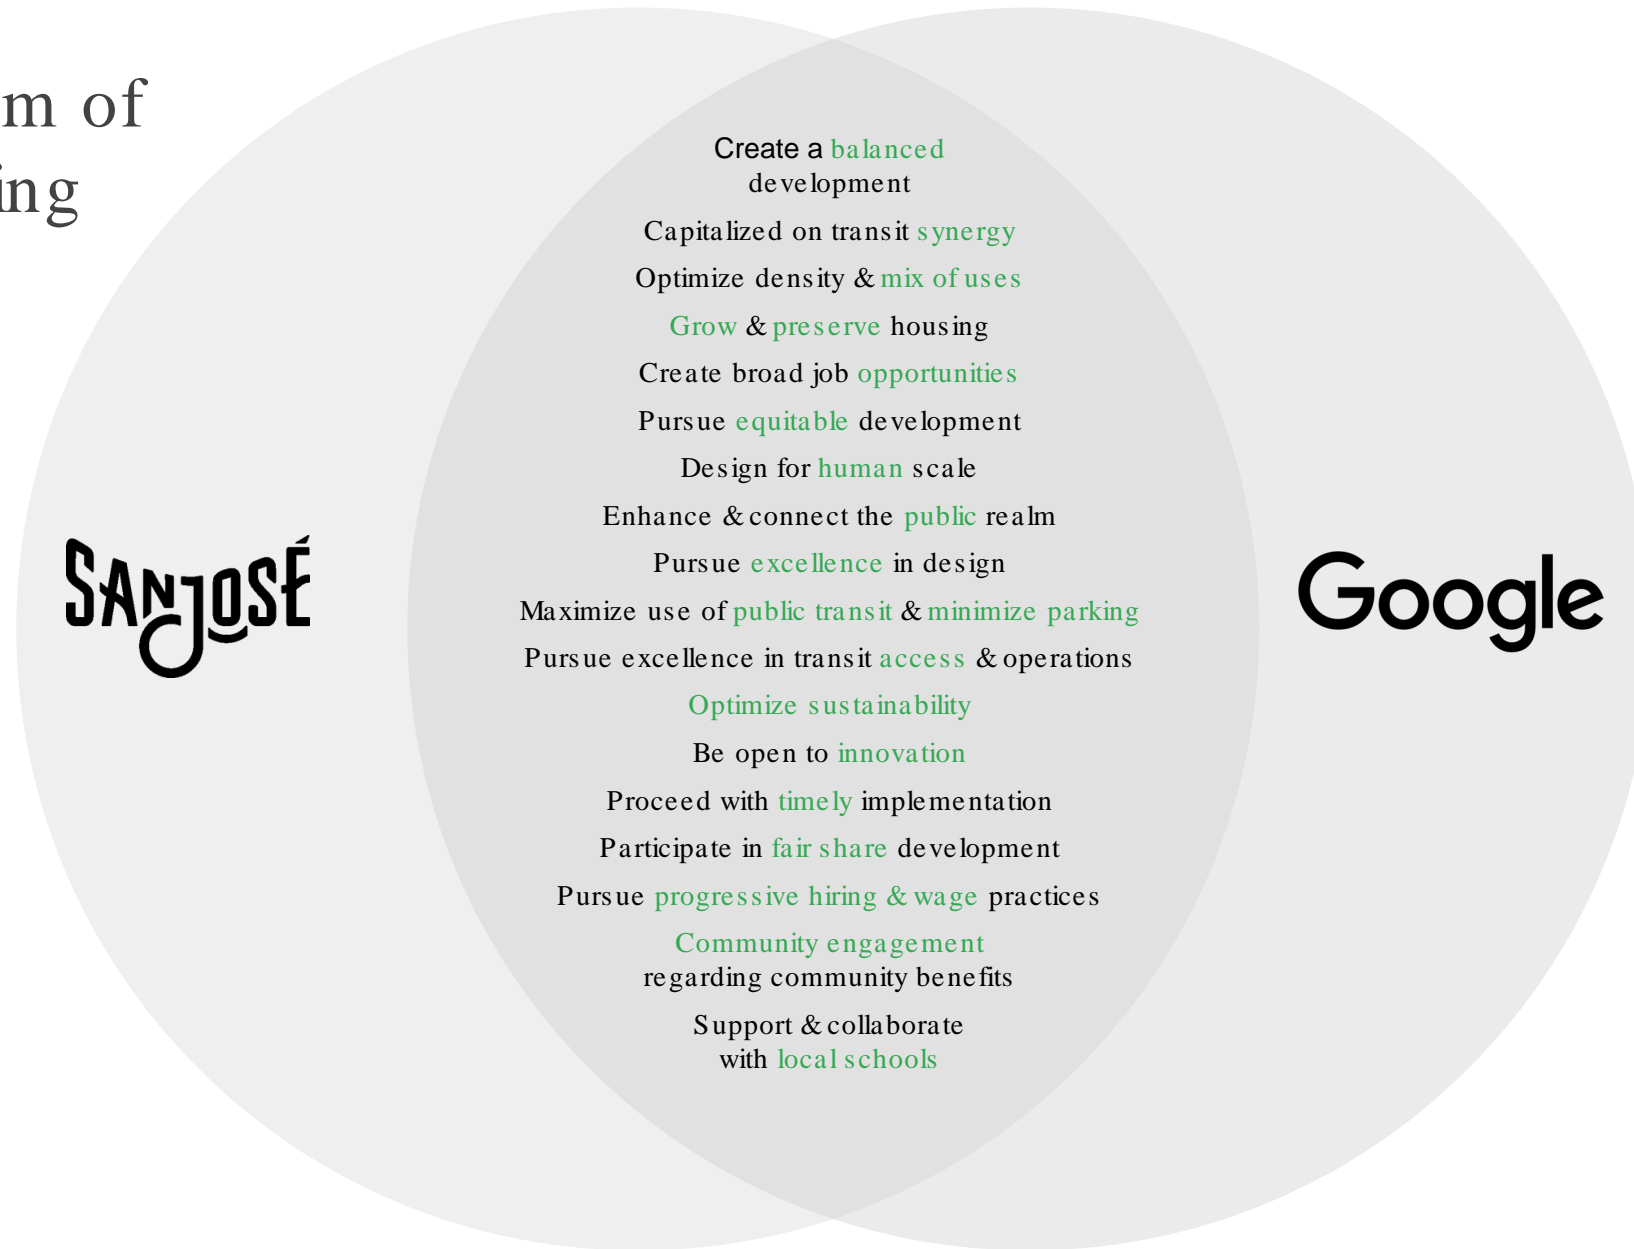 m of
ing
Create a balanced
development
Capitalized on transit synergy
Optimize density & mix of uses
Grow & preserve housing
Create broad job opportunities
Pursue equitable development
Design for human scale
Enhance & connect the public realm
Pursue excellence in design
Maximize use of public transit & minimize parking
Pursue excellence in transit access & operations
Optimize sustainability
Be open to innovation
Proceed with timely implementation
Participate in fair share development
Pursue progressive hiring & wage practices
Community engagement
regarding community benefits
Support & collaborate
with local schools
SAN JOSÉ
Google